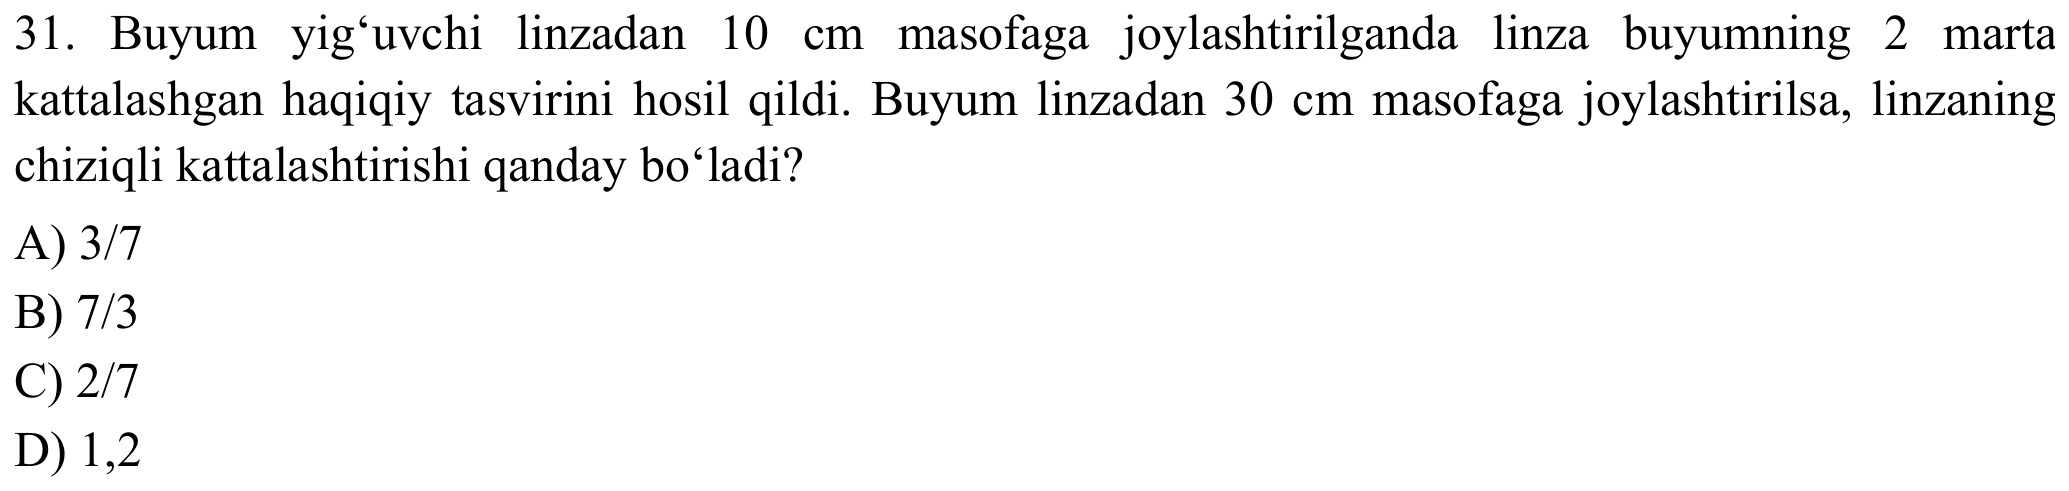 31. Buyum yig‘uvchi linzadan 10 cm masofaga joylashtirilganda linza buyumning 2 marta
kattalashgan haqiqiy tasvirini hosil qildi. Buyum linzadan 30 cm masofaga joylashtirilsa, linzaning
chiziqli kattalashtirishi qanday bo‘ladi?
A) 3/7
B) 7/3
C) 2/7
D) 1,2